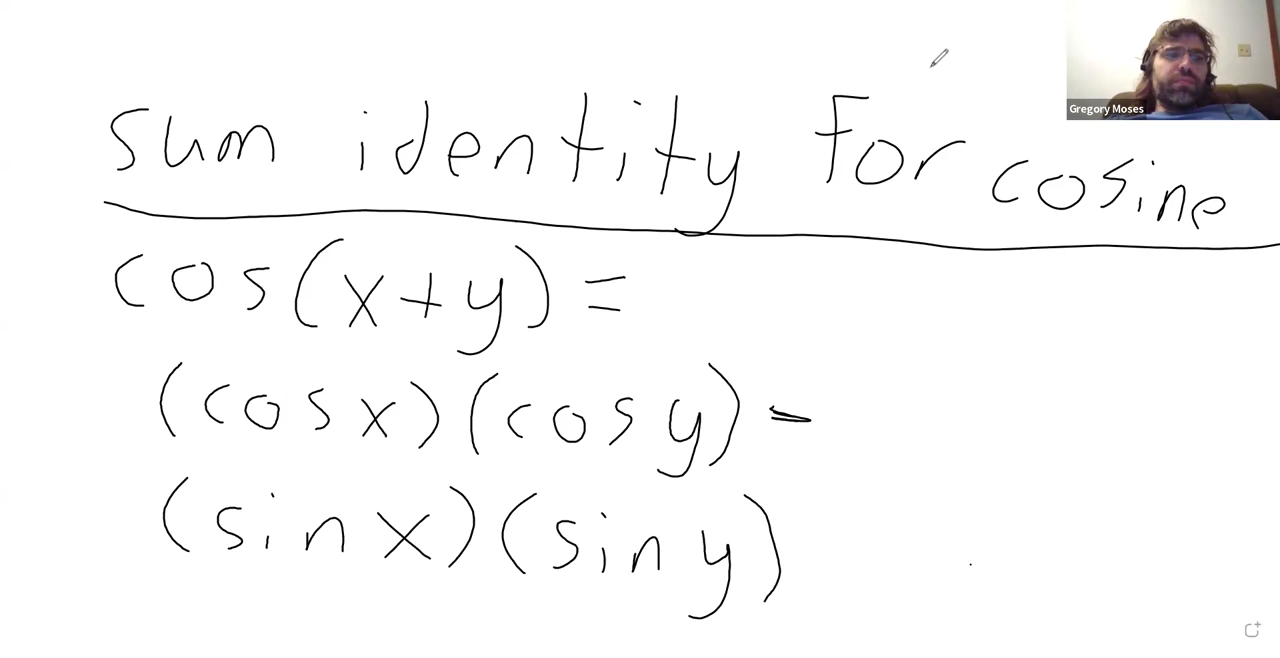 sum identity for cosine
Gregory Moses
cos(x+y)=
(cos x)(cos y) -
(sin x)(sin y)